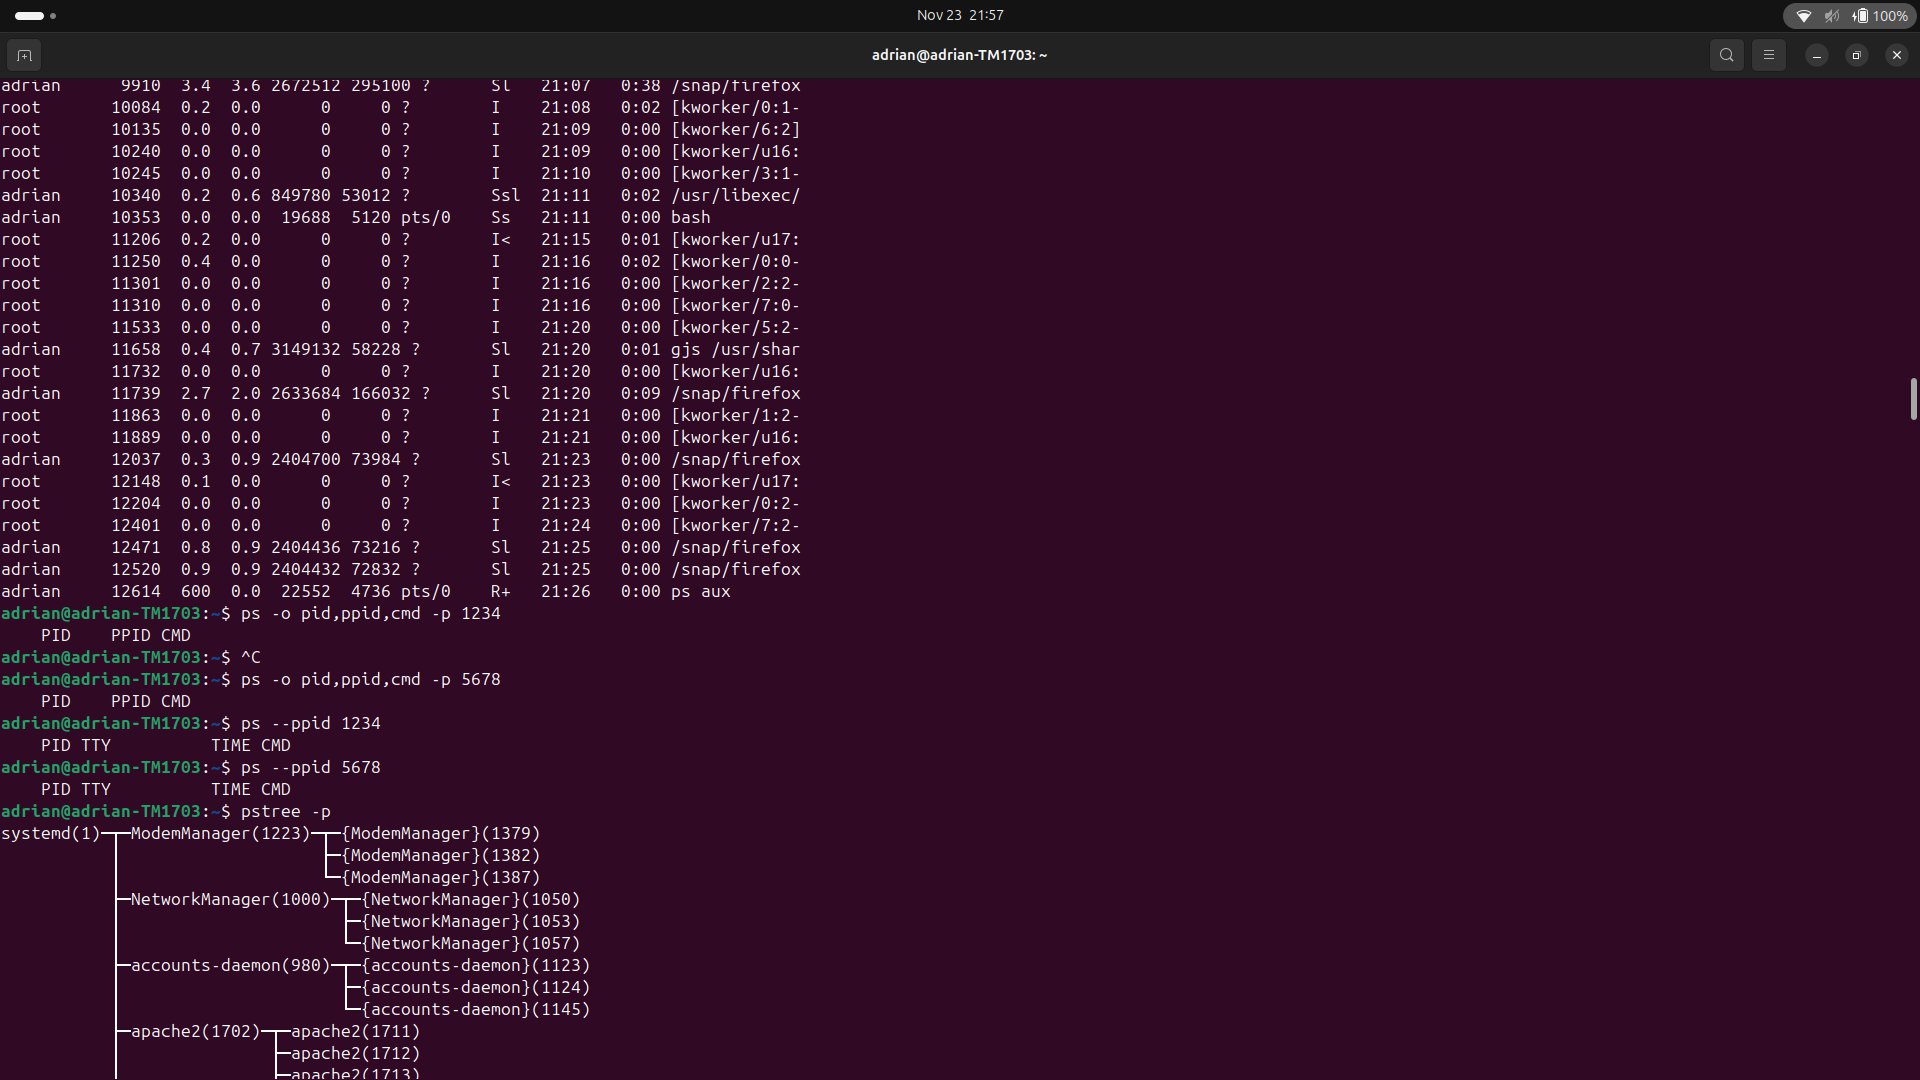 Nov 23 21:57
100%
adrian@adrian-TM1703: ~
adrian      9910  3.4  3.6 2672512 295100 ?      Sl   21:07   0:38 /snap/firefox
root       10084  0.2  0.0      0     0 ?        I    21:08   0:02 [kworker/0:1-
root       10135  0.0  0.0      0     0 ?        I    21:09   0:00 [kworker/6:2]
root       10240  0.0  0.0      0     0 ?        I    21:09   0:00 [kworker/u16:
root       10245  0.0  0.0      0     0 ?        I    21:10   0:00 [kworker/3:1-
adrian     10340  0.2  0.6 849780 53012 ?        Ssl  21:11   0:02 /usr/libexec/
adrian     10353  0.0  0.0  19688  5120 pts/0    Ss   21:11   0:00 bash
root       11206  0.2  0.0      0     0 ?        I<   21:15   0:01 [kworker/u17:
root       11250  0.4  0.0      0     0 ?        I    21:16   0:02 [kworker/0:0-
root       11301  0.0  0.0      0     0 ?        I    21:16   0:00 [kworker/2:2-
root       11310  0.0  0.0      0     0 ?        I    21:16   0:00 [kworker/7:0-
root       11533  0.0  0.0      0     0 ?        I    21:20   0:00 [kworker/5:2-
adrian     11658  0.4  0.7 3149132 58228 ?       Sl   21:20   0:01 gjs /usr/shar
root       11732  0.0  0.0      0     0 ?        I    21:20   0:00 [kworker/u16:
adrian     11739  2.7  2.0 2633684 166032 ?      Sl   21:20   0:09 /snap/firefox
root       11863  0.0  0.0      0     0 ?        I    21:21   0:00 [kworker/1:2-
root       11889  0.0  0.0      0     0 ?        I    21:21   0:00 [kworker/u16:
adrian     12037  0.3  0.9 2404700 73984 ?       Sl   21:23   0:00 /snap/firefox
root       12148  0.1  0.0      0     0 ?        I<   21:23   0:00 [kworker/u17:
root       12204  0.0  0.0      0     0 ?        I    21:23   0:00 [kworker/0:2-
root       12401  0.0  0.0      0     0 ?        I    21:24   0:00 [kworker/7:2-
adrian     12471  0.8  0.9 2404436 73216 ?       Sl   21:25   0:00 /snap/firefox
adrian     12520  0.9  0.9 2404432 72832 ?       Sl   21:25   0:00 /snap/firefox
adrian     12614  600  0.0  22552  4736 pts/0    R+   21:26   0:00 ps aux
adrian@adrian-TM1703:~$ ps -o pid,ppid,cmd -p 1234
    PID    PPID CMD
adrian@adrian-TM1703:~$ ^C
adrian@adrian-TM1703:~$ ps -o pid,ppid,cmd -p 5678
    PID    PPID CMD
adrian@adrian-TM1703:~$ ps --ppid 1234
    PID TTY          TIME CMD
adrian@adrian-TM1703:~$ ps --ppid 5678
    PID TTY          TIME CMD
adrian@adrian-TM1703:~$ pstree -p
systemd(1)─┬─ModemManager(1223)─┬─{ModemManager}(1379)
           │                    ├─{ModemManager}(1382)
           │                    └─{ModemManager}(1387)
           ├─NetworkManager(1000)─┬─{NetworkManager}(1050)
           │                      ├─{NetworkManager}(1053)
           │                      └─{NetworkManager}(1057)
           ├─accounts-daemon(980)─┬─{accounts-daemon}(1123)
           │                      ├─{accounts-daemon}(1124)
           │                      └─{accounts-daemon}(1145)
           ├─apache2(1702)─┬─apache2(1711)
           │               ├─apache2(1712)
           │               ├─apache2(1713)